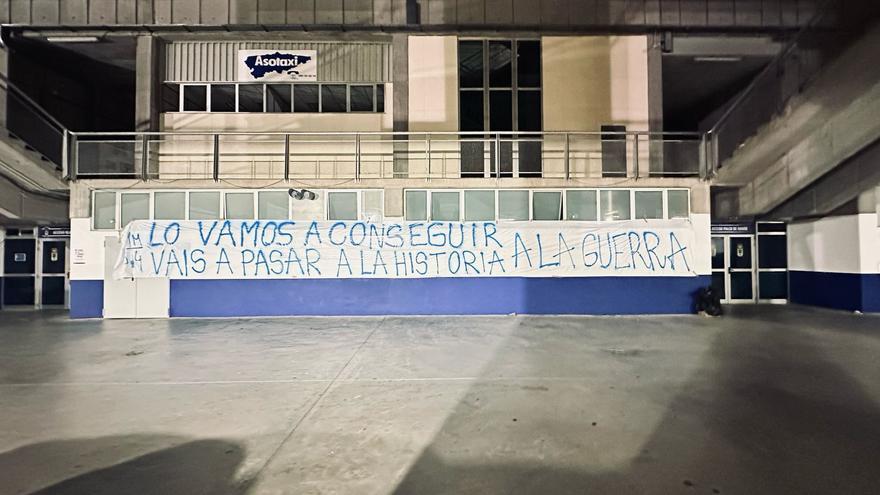 Asotaxi
LO VAMOS A CONSEGUIR
VAIS A PASAR A LA HISTORIA
A LA GUERRA